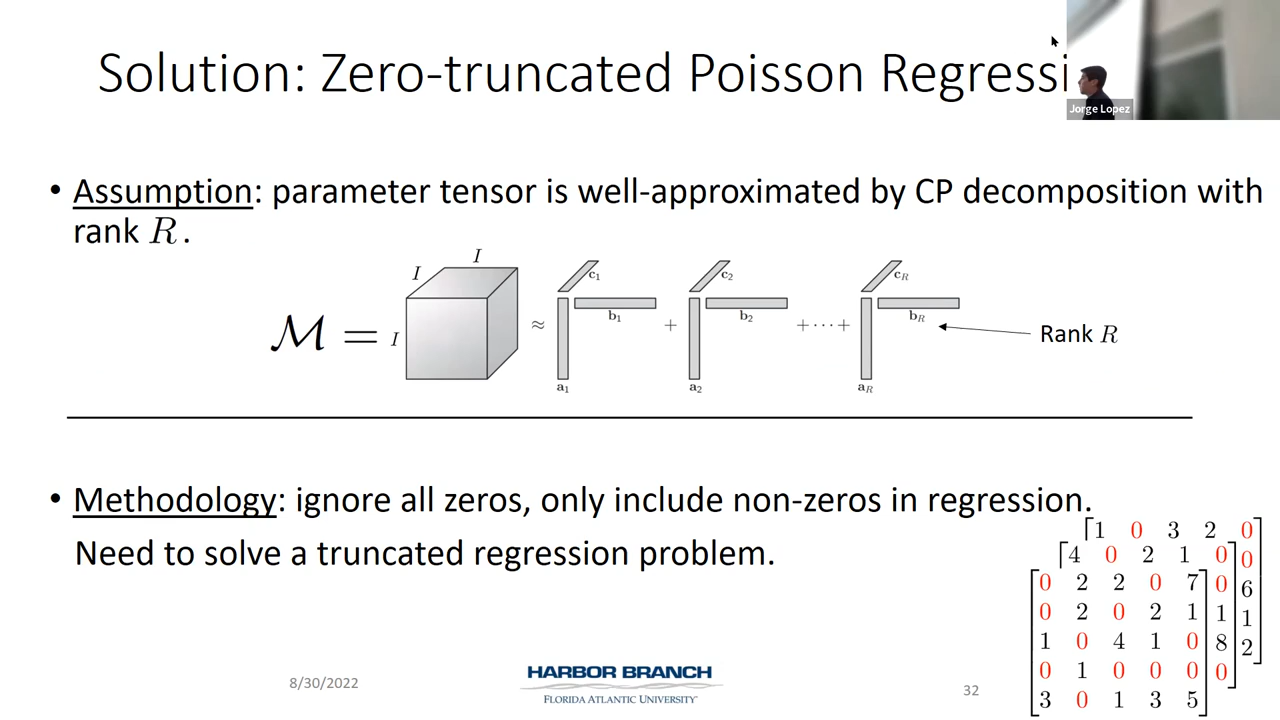 Solution: Zero-truncated Poisson Regressi
Jorge Lopez
• Assumption: parameter tensor is well-approximated by CP decomposition with
rank R.
I
I
I
M =
≈
a₁
b₁
c₁
+
a₂
b₂
c₂
+ ⋯ +
a_R
b_R
c_R
Rank R
• Methodology: ignore all zeros, only include non-zeros in regression.
Need to solve a truncated regression problem.
1 0 3 2 0
4 0 2 1 0 0
0 2 2 0 7 0 6
0 2 0 2 1 1 1
1 0 4 1 0 8 2
0 1 0 0 0 0
3 0 1 3 5
8/30/2022
HARBOR BRANCH
FLORIDA ATLANTIC UNIVERSITY
32